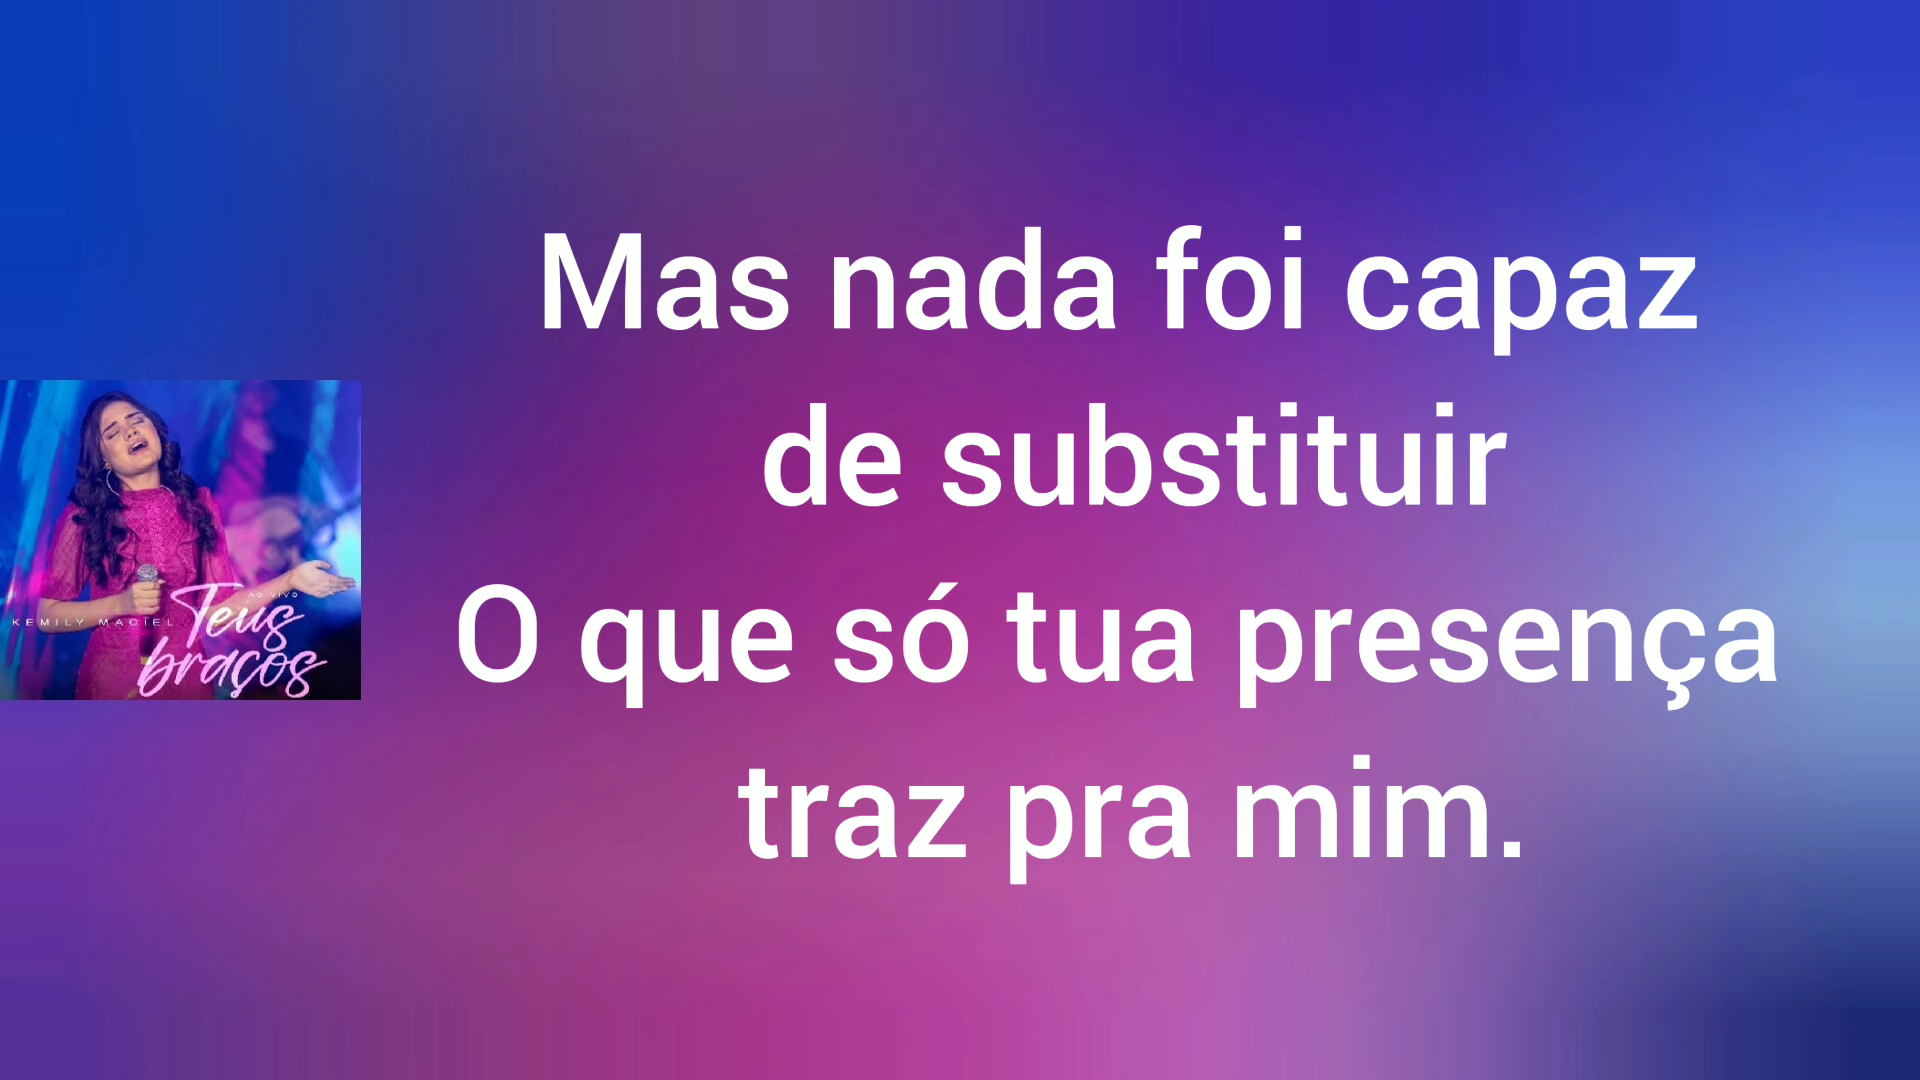 Mas nada foi capaz
de substituir
O que só tua presença
traz pra mim.
AO VIVO
KEMILY MACIEL
Teus
braços